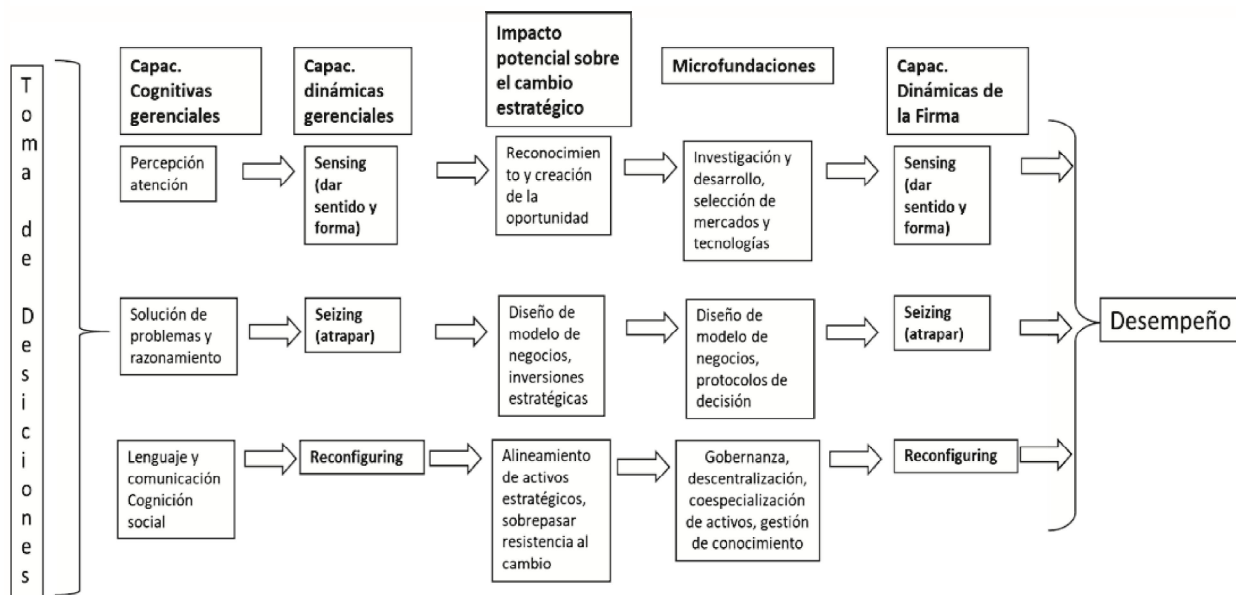 Toma de Desiciones
Capac.
Cognitivas
gerenciales
Capac.
dinámicas
gerenciales
Impacto
potencial sobre
el cambio
estratégico
Microfundaciones
Capac.
Dinámicas de
la Firma
Percepción
atención
Sensing
(dar
sentido y
forma)
Reconocimien
to y creación
de la
oportunidad
Investigación y
desarrollo,
selección de
mercados y
tecnologías
Sensing
(dar
sentido y
forma)
Solución de
problemas y
razonamiento
Seizing
(atrapar)
Diseño de
modelo de
negocios,
inversiones
estratégicas
Diseño de
modelo de
negocios,
protocolos de
decisión
Seizing
(atrapar)
Desempeño
Lenguaje y
comunicación
Cognición
social
Reconfiguring
Alineamiento
de activos
estratégicos,
sobrepasar
resistencia al
cambio
Gobernanza,
descentralización,
coespecialización
de activos, gestión
de conocimiento
Reconfiguring